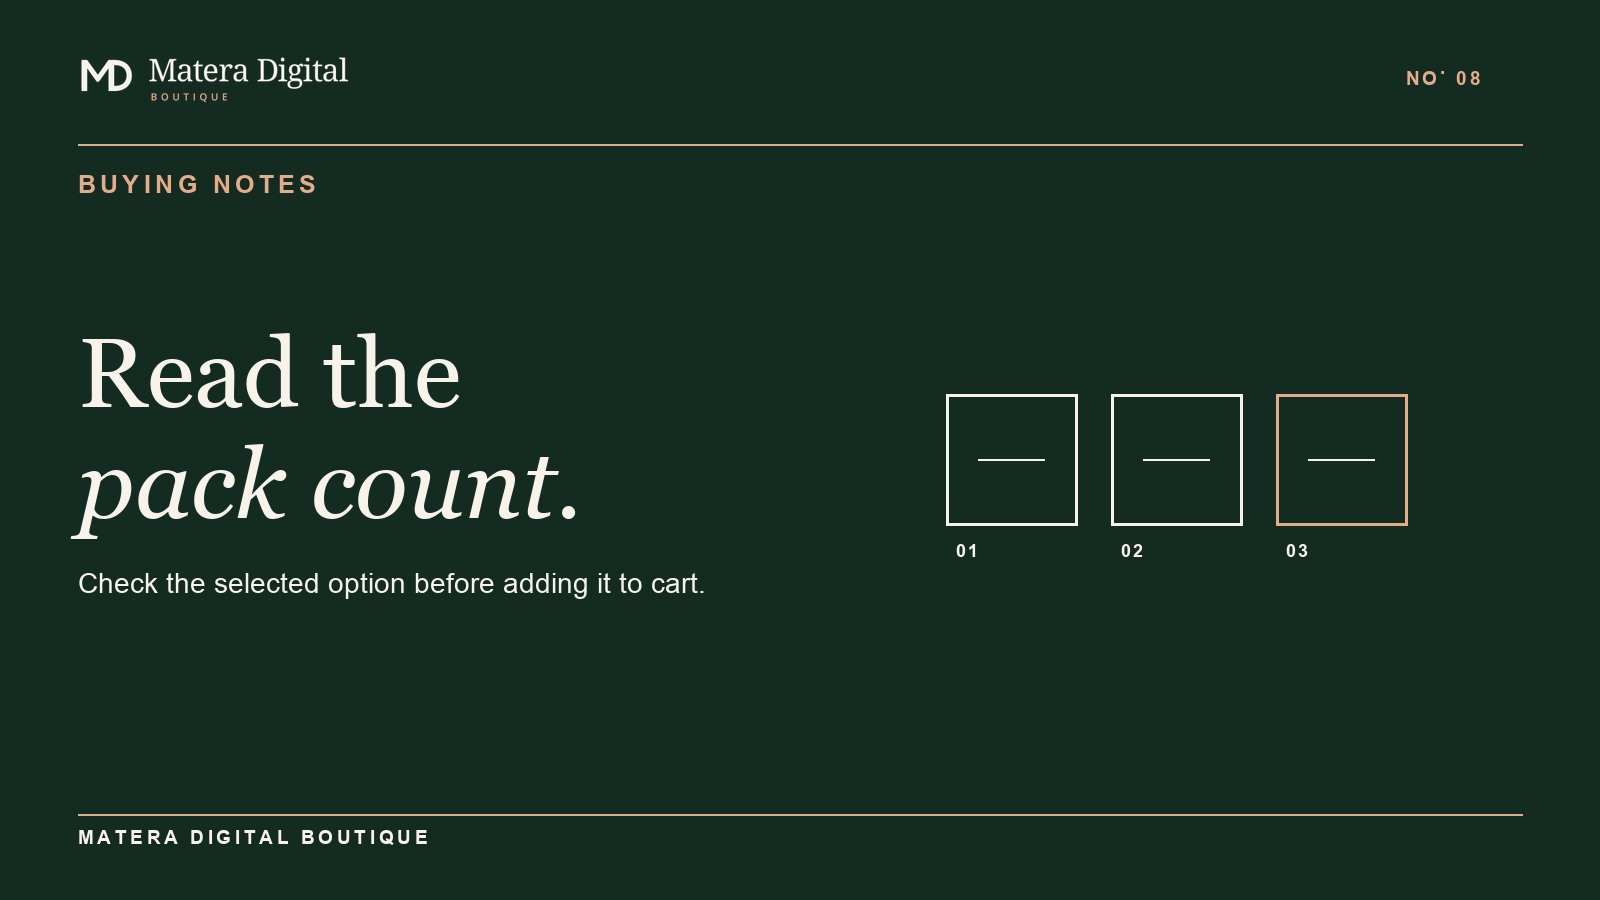 MD Matera Digital
BOUTIQUE
NO˙ 08
BUYING NOTES
Read the
pack count.
Check the selected option before adding it to cart.
01 02 03
MATERA DIGITAL BOUTIQUE